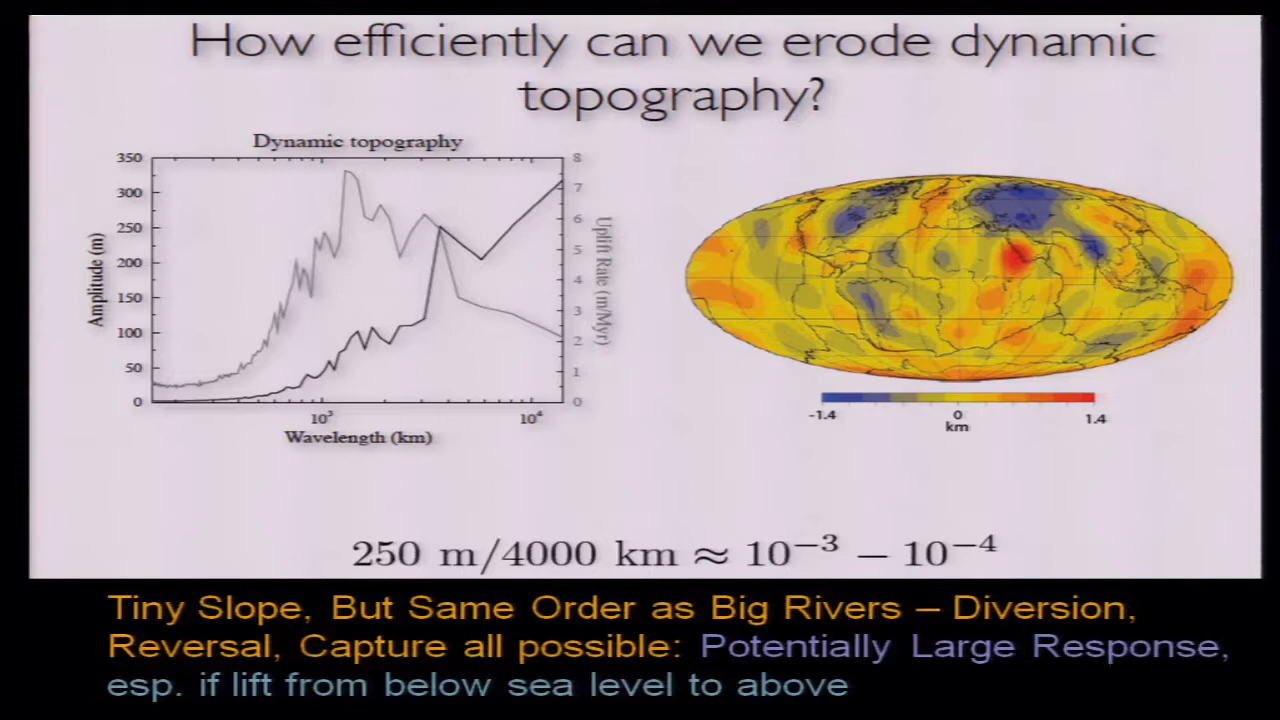 How efficiently can we erode dynamic
topography?
Dynamic topography
350
300
250
200
150
100
50
0
Amplitude (m)
8
7
6
5
4
3
2
1
0
Uplift Rate (m/Myr)
10³
10⁴
Wavelength (km)
-1.4
0
1.4
km
250 m/4000 km ≈ 10⁻³ − 10⁻⁴
Tiny Slope, But Same Order as Big Rivers – Diversion,
Reversal, Capture all possible: Potentially Large Response,
esp. if lift from below sea level to above